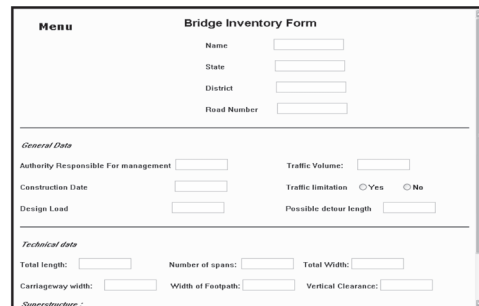 Menu
Bridge Inventory Form
Name
State
District
Road Number
General Data
Authority Responsible For management
Traffic Volume:
Construction Date
Traffic limitation Yes No
Design Load
Possible detour length
Technical data
Total length: Number of spans: Total Width:
Carriageway width: Width of Footpath: Vertical Clearance:
Superstructure :